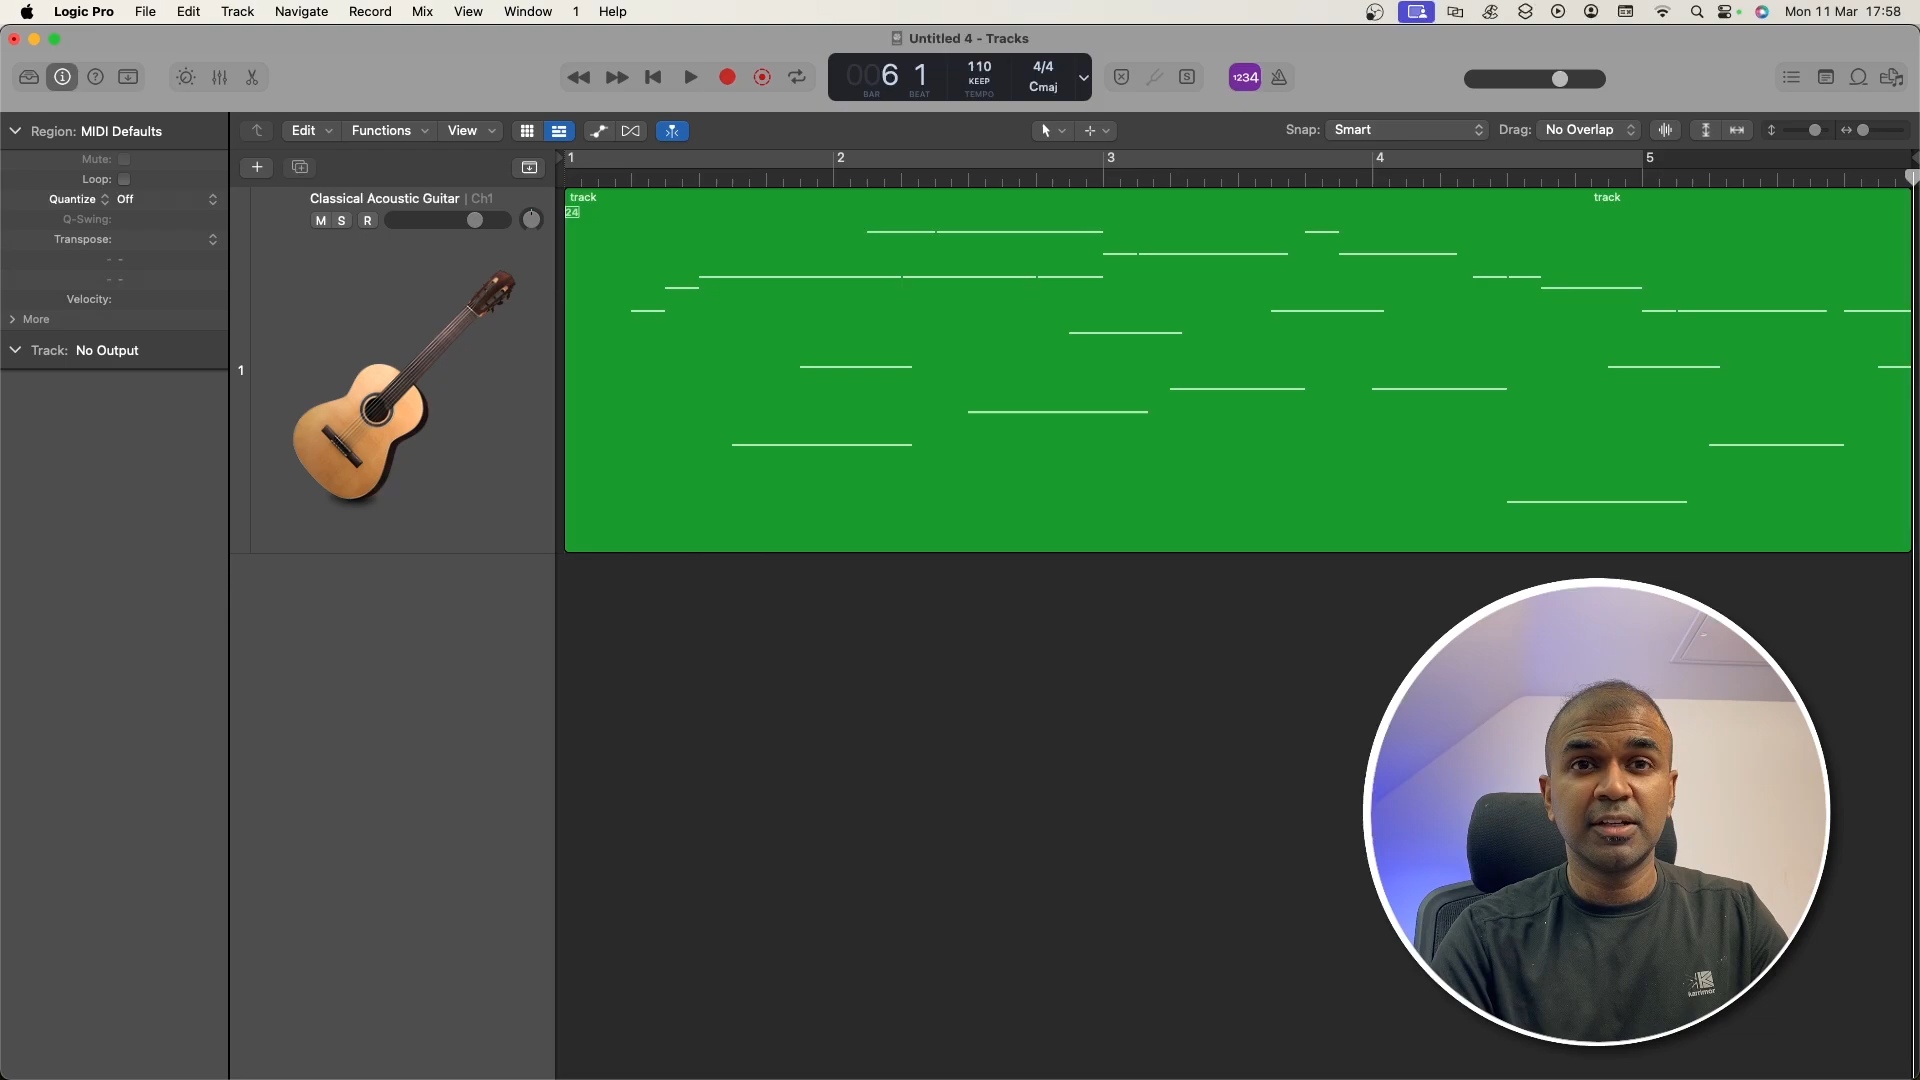 Logic Pro File Edit Track Navigate Record Mix View Window 1 Help Mon 11 Mar 17:58
Untitled 4 - Tracks
006 1 110 4/4
KEEP Cmaj
BAR BEAT TEMPO
S
1234
Region: MIDI Defaults
Edit Functions View Snap: Smart Drag: No Overlap
Mute:
Loop:
Quantize Off
Q-Swing:
Transpose:
- -
- -
Velocity:
More
Track: No Output
1 2 3 4 5
Classical Acoustic Guitar | Ch1
M S R
1
track track
24
karrimor